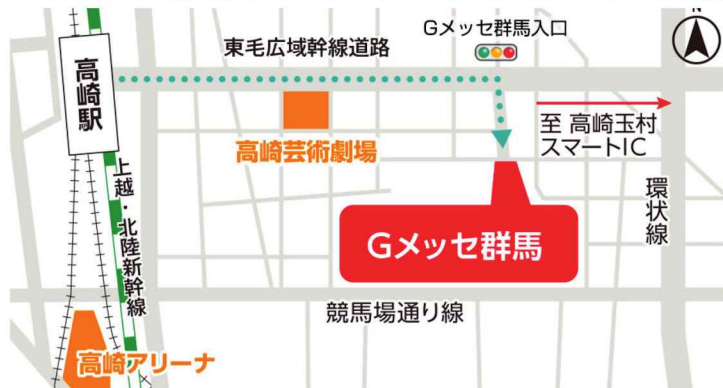 Gメッセ群馬入口
N
東毛広域幹線道路
高崎駅
高崎芸術劇場
至 高崎玉村
スマートIC
上越・北陸新幹線
環状線
Gメッセ群馬
競馬場通り線
高崎アリーナ